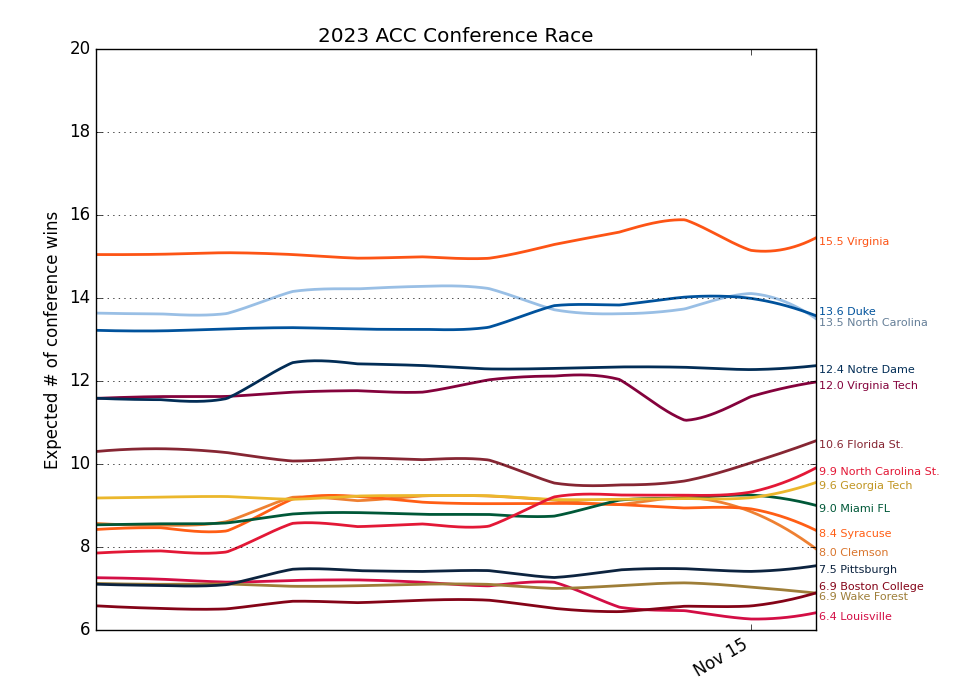 2023 ACC Conference Race
Expected # of conference wins
20
18
16
14
12
10
8
6
15.5 Virginia
13.6 Duke
13.5 North Carolina
12.4 Notre Dame
12.0 Virginia Tech
10.6 Florida St.
9.9 North Carolina St.
9.6 Georgia Tech
9.0 Miami FL
8.4 Syracuse
8.0 Clemson
7.5 Pittsburgh
6.9 Boston College
6.9 Wake Forest
6.4 Louisville
Nov 15